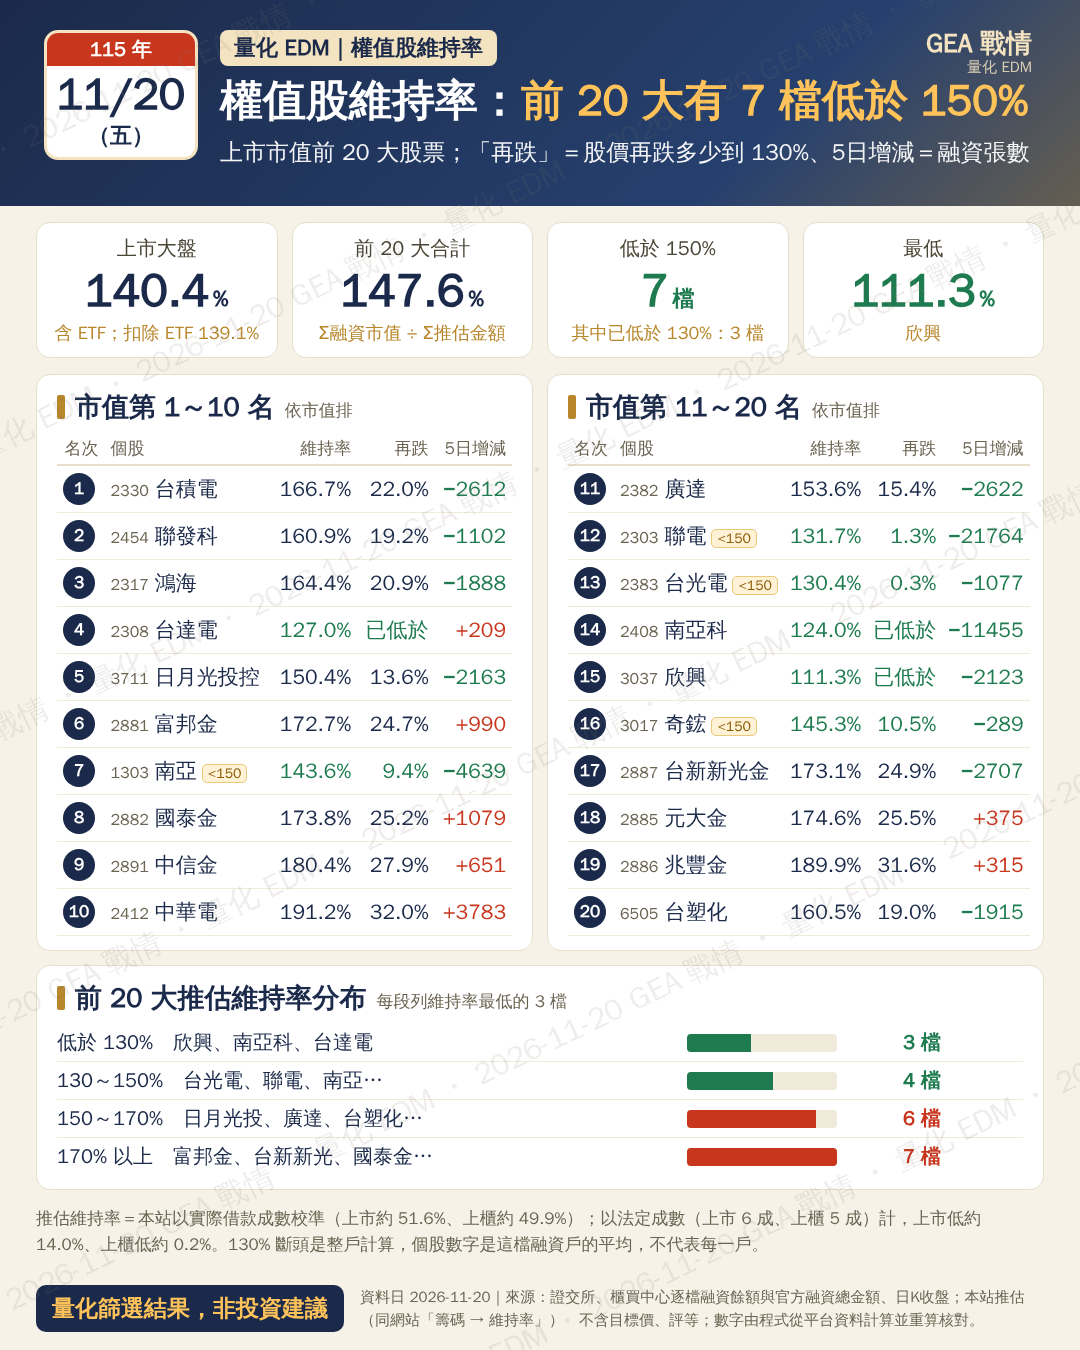 115 年
11/20
（五）
量化 EDM｜權值股維持率
GEA 戰情
量化 EDM
權值股維持率：前 20 大有 7 檔低於 150%
上市市值前 20 大股票；「再跌」＝股價再跌多少到 130%、5日增減＝融資張數
上市大盤
140.4%
含 ETF；扣除 ETF 139.1%
前 20 大合計
147.6%
Σ融資市值 ÷ Σ推估金額
低於 150%
7 檔
其中已低於 130%：3 檔
最低
111.3%
欣興
市值第 1～10 名 依市值排
名次 個股 維持率 再跌 5日增減
1 2330 台積電 166.7% 22.0% −2612
2 2454 聯發科 160.9% 19.2% −1102
3 2317 鴻海 164.4% 20.9% −1888
4 2308 台達電 127.0% 已低於 +209
5 3711 日月光投控 150.4% 13.6% −2163
6 2881 富邦金 172.7% 24.7% +990
7 1303 南亞 <150 143.6% 9.4% −4639
8 2882 國泰金 173.8% 25.2% +1079
9 2891 中信金 180.4% 27.9% +651
10 2412 中華電 191.2% 32.0% +3783
市值第 11～20 名 依市值排
名次 個股 維持率 再跌 5日增減
11 2382 廣達 153.6% 15.4% −2622
12 2303 聯電 <150 131.7% 1.3% −21764
13 2383 台光電 <150 130.4% 0.3% −1077
14 2408 南亞科 124.0% 已低於 −11455
15 3037 欣興 111.3% 已低於 −2123
16 3017 奇鋐 <150 145.3% 10.5% −289
17 2887 台新新光金 173.1% 24.9% −2707
18 2885 元大金 174.6% 25.5% +375
19 2886 兆豐金 189.9% 31.6% +315
20 6505 台塑化 160.5% 19.0% −1915
前 20 大推估維持率分布 每段列維持率最低的 3 檔
低於 130% 欣興、南亞科、台達電 3 檔
130～150% 台光電、聯電、南亞⋯ 4 檔
150～170% 日月光投、廣達、台塑化⋯ 6 檔
170% 以上 富邦金、台新新光、國泰金⋯ 7 檔
推估維持率＝本站以實際借款成數校準（上市約 51.6%、上櫃約 49.9%）；以法定成數（上市 6 成、上櫃 5 成）計，上市低約
14.0%、上櫃低約 0.2%。130% 斷頭是整戶計算，個股數字是這檔融資戶的平均，不代表每一戶。
量化篩選結果，非投資建議
資料日 2026-11-20｜來源：證交所、櫃買中心逐檔融資餘額與官方融資總金額、日K收盤；本站推估
（同網站「籌碼 → 維持率」） 不含目標價、評等；數字由程式從平台資料計算並重算核對。